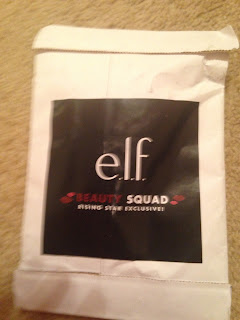 e.l.f.
BEAUTY SQUAD
RISING STAR EXCLUSIVE!